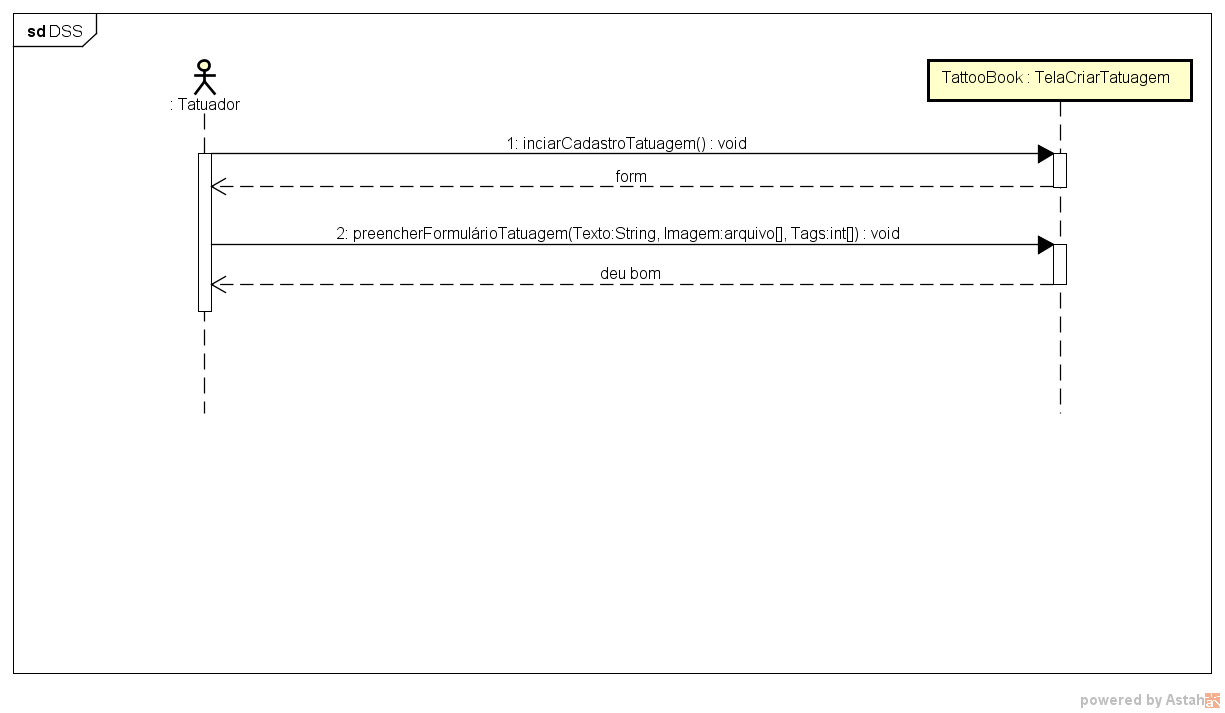 sd DSS
: Tatuador
TattooBook : TelaCriarTatuagem
1: inciarCadastroTatuagem() : void
form
2: preencherFormulárioTatuagem(Texto:String, Imagem:arquivo[], Tags:int[]) : void
deu bom
powered by Astah